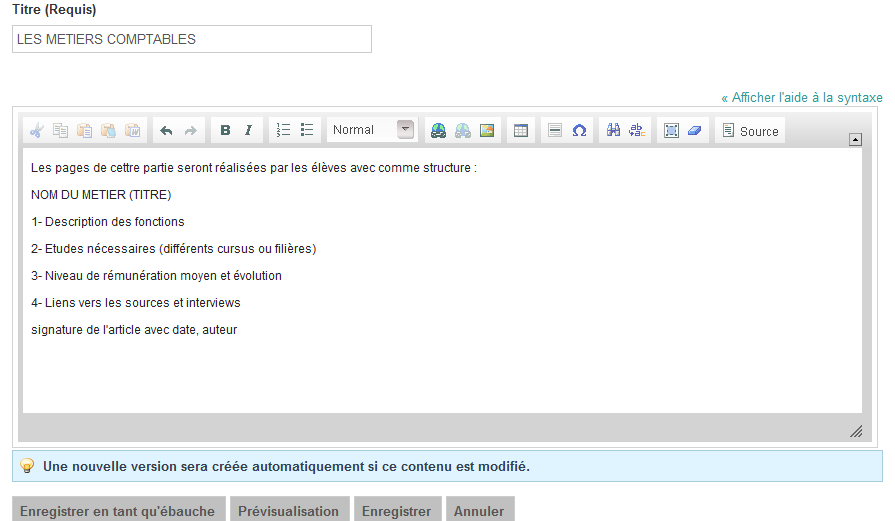 Titre (Requis)
LES METIERS COMPTABLES
« Afficher l'aide à la syntaxe
B I Normal Ω Source
Les pages de cettre partie seront réalisées par les élèves avec comme structure :
NOM DU METIER (TITRE)
1- Description des fonctions
2- Etudes nécessaires (différents cursus ou filières)
3- Niveau de rémunération moyen et évolution
4- Liens vers les sources et interviews
signature de l'article avec date, auteur
Une nouvelle version sera créée automatiquement si ce contenu est modifié.
Enregistrer en tant qu'ébauche Prévisualisation Enregistrer Annuler